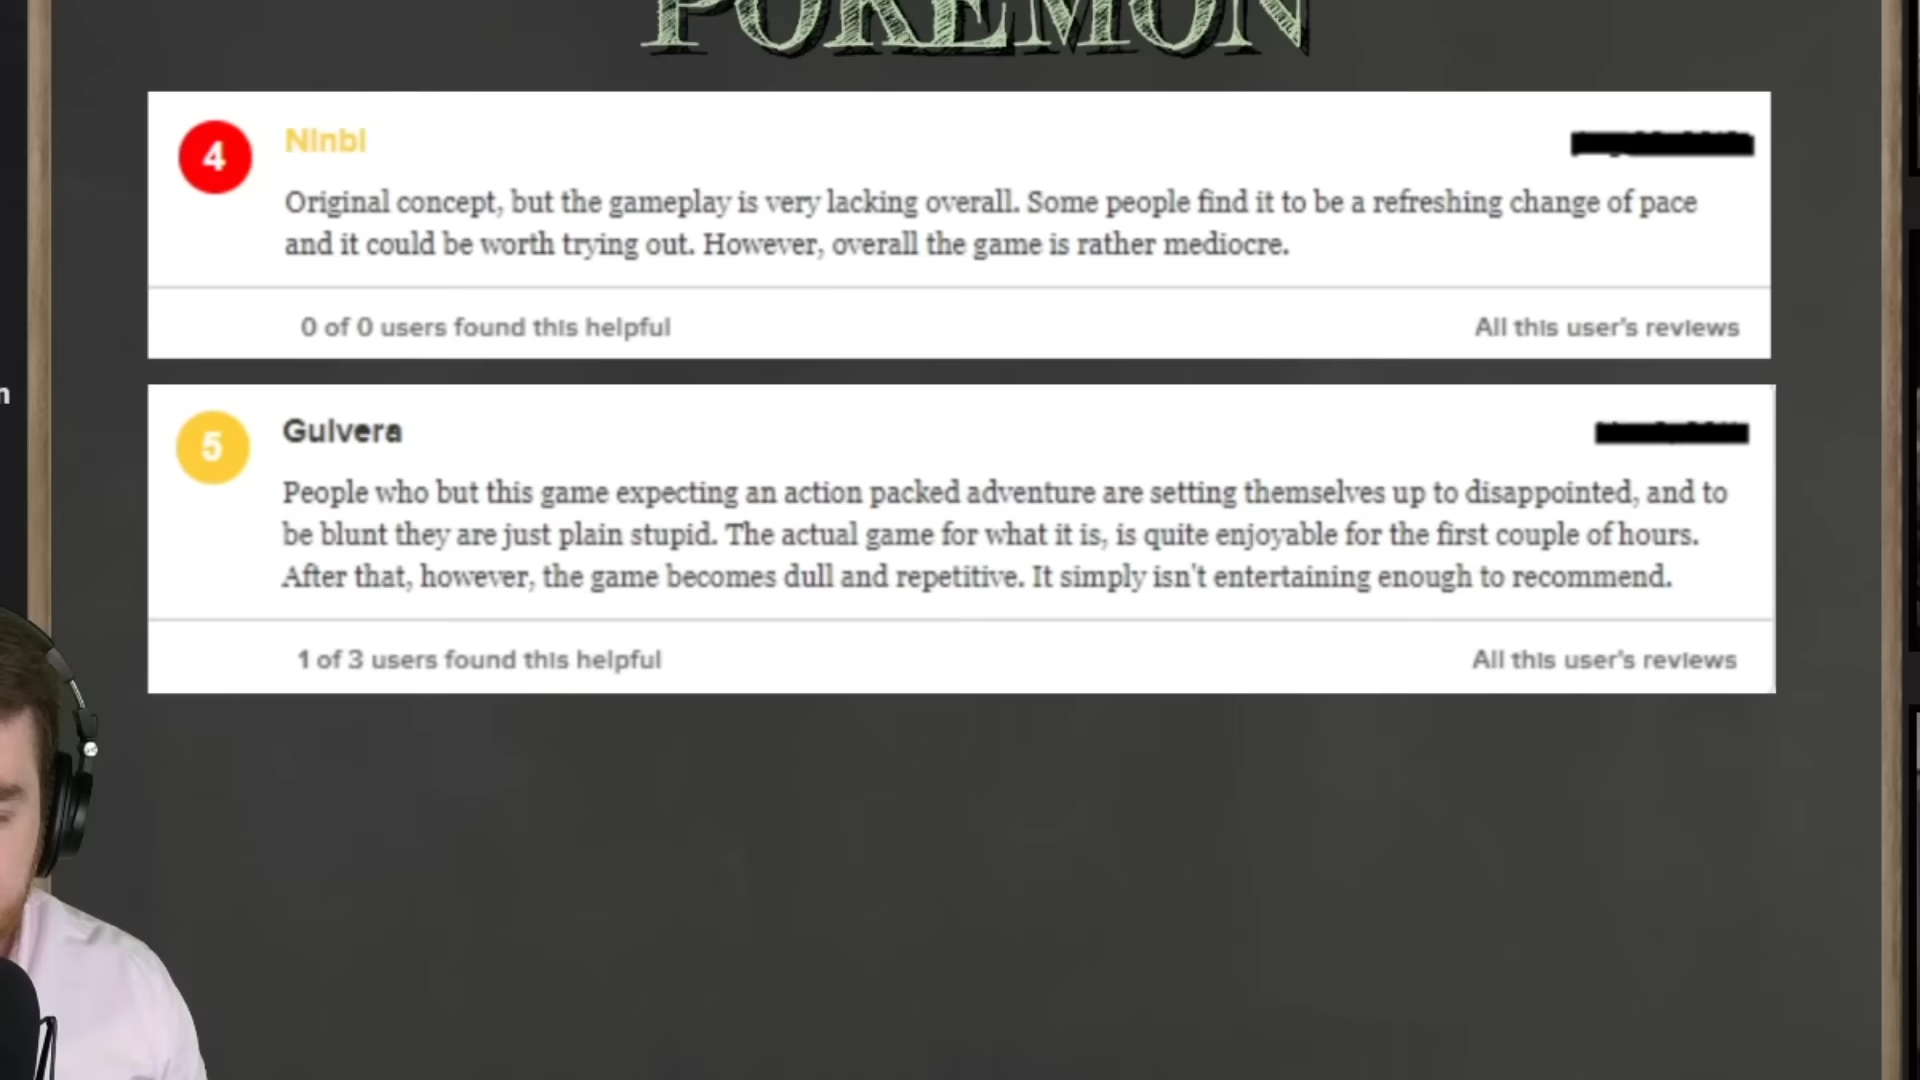 POKEMON
4
Ninbi
Original concept, but the gameplay is very lacking overall. Some people find it to be a refreshing change of pace
and it could be worth trying out. However, overall the game is rather mediocre.
0 of 0 users found this helpful
All this user's reviews
n
5
Gulvera
People who but this game expecting an action packed adventure are setting themselves up to disappointed, and to
be blunt they are just plain stupid. The actual game for what it is, is quite enjoyable for the first couple of hours.
After that, however, the game becomes dull and repetitive. It simply isn't entertaining enough to recommend.
1 of 3 users found this helpful
All this user's reviews